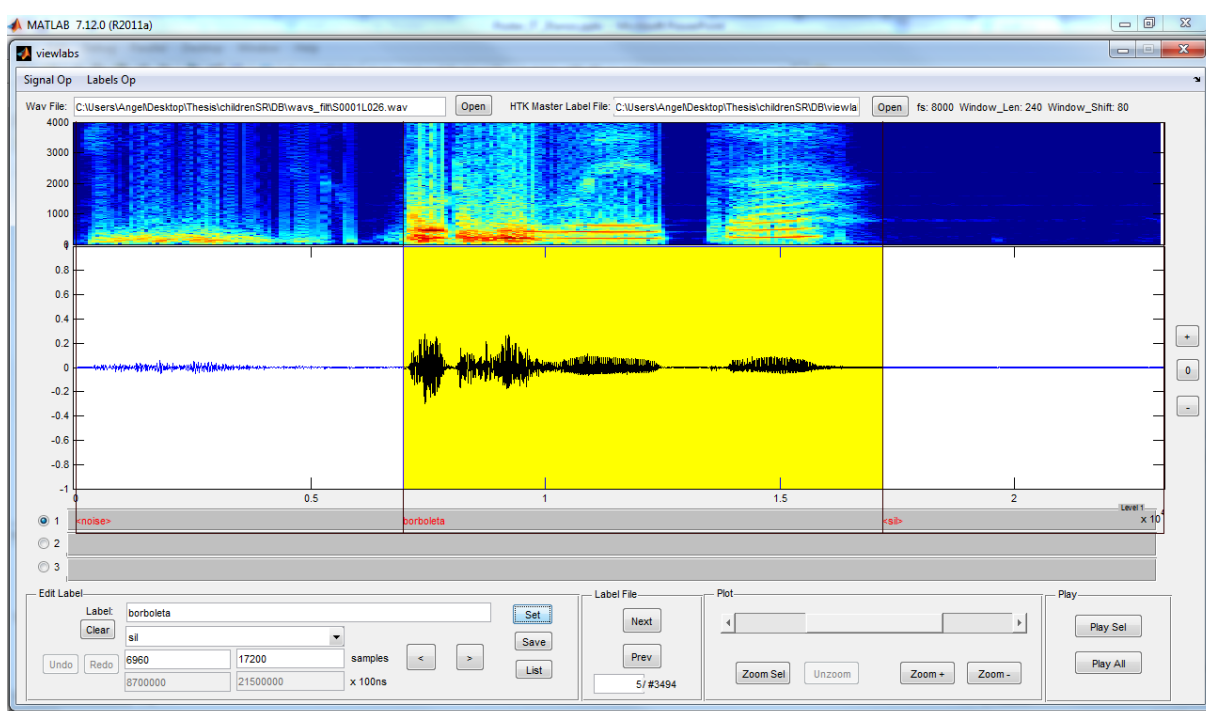 MATLAB 7.12.0 (R2011a)
viewlabs
Signal Op Labels Op
Wav File: C:\Users\Angel\Desktop\Thesis\childrenSR\DB\wavs_filt\S0001L026.wav Open HTK Master Label File: C:\Users\Angel\Desktop\Thesis\childrenSR\DB\viewla Open fs: 8000 Window_Len: 240 Window_Shift: 80
4000
3000
2000
1000
0
0.8
0.6
0.4
0.2
0
-0.2
-0.4
-0.6
-0.8
-1
+
0
-
0 0.5 1 1.5 2
Level 1
x 10^4
1 <noise> borboleta <sil>
2
3
Edit Label
Label: borboleta Set
Clear sil Save
Undo Redo 6960 17200 samples < > List
8700000 21500000 x 100ns
Label File
Next
Prev
5/ #3494
Plot
Zoom Sel Unzoom Zoom + Zoom -
Play
Play Sel
Play All